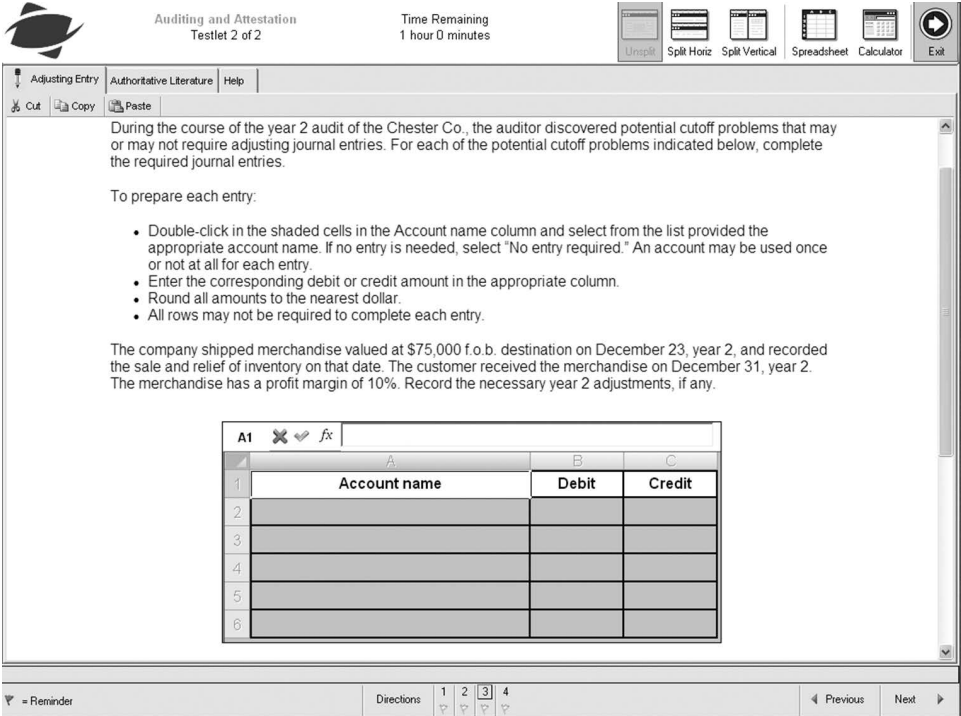 Auditing and Attestation
Testlet 2 of 2
Time Remaining
1 hour 0 minutes
Unsplit
Split Horiz
Split Vertical
Spreadsheet
Calculator
Exit
Adjusting Entry
Authoritative Literature
Help
Cut
Copy
Paste
During the course of the year 2 audit of the Chester Co., the auditor discovered potential cutoff problems that may
or may not require adjusting journal entries. For each of the potential cutoff problems indicated below, complete
the required journal entries.
To prepare each entry:
• Double-click in the shaded cells in the Account name column and select from the list provided the
appropriate account name. If no entry is needed, select “No entry required.” An account may be used once
or not at all for each entry.
• Enter the corresponding debit or credit amount in the appropriate column.
• Round all amounts to the nearest dollar.
• All rows may not be required to complete each entry.
The company shipped merchandise valued at $75,000 f.o.b. destination on December 23, year 2, and recorded
the sale and relief of inventory on that date. The customer received the merchandise on December 31, year 2.
The merchandise has a profit margin of 10%. Record the necessary year 2 adjustments, if any.
A1 fx
A B C
1 Account name Debit Credit
2
3
4
5
6
= Reminder
Directions
1 2 3 4
Previous
Next